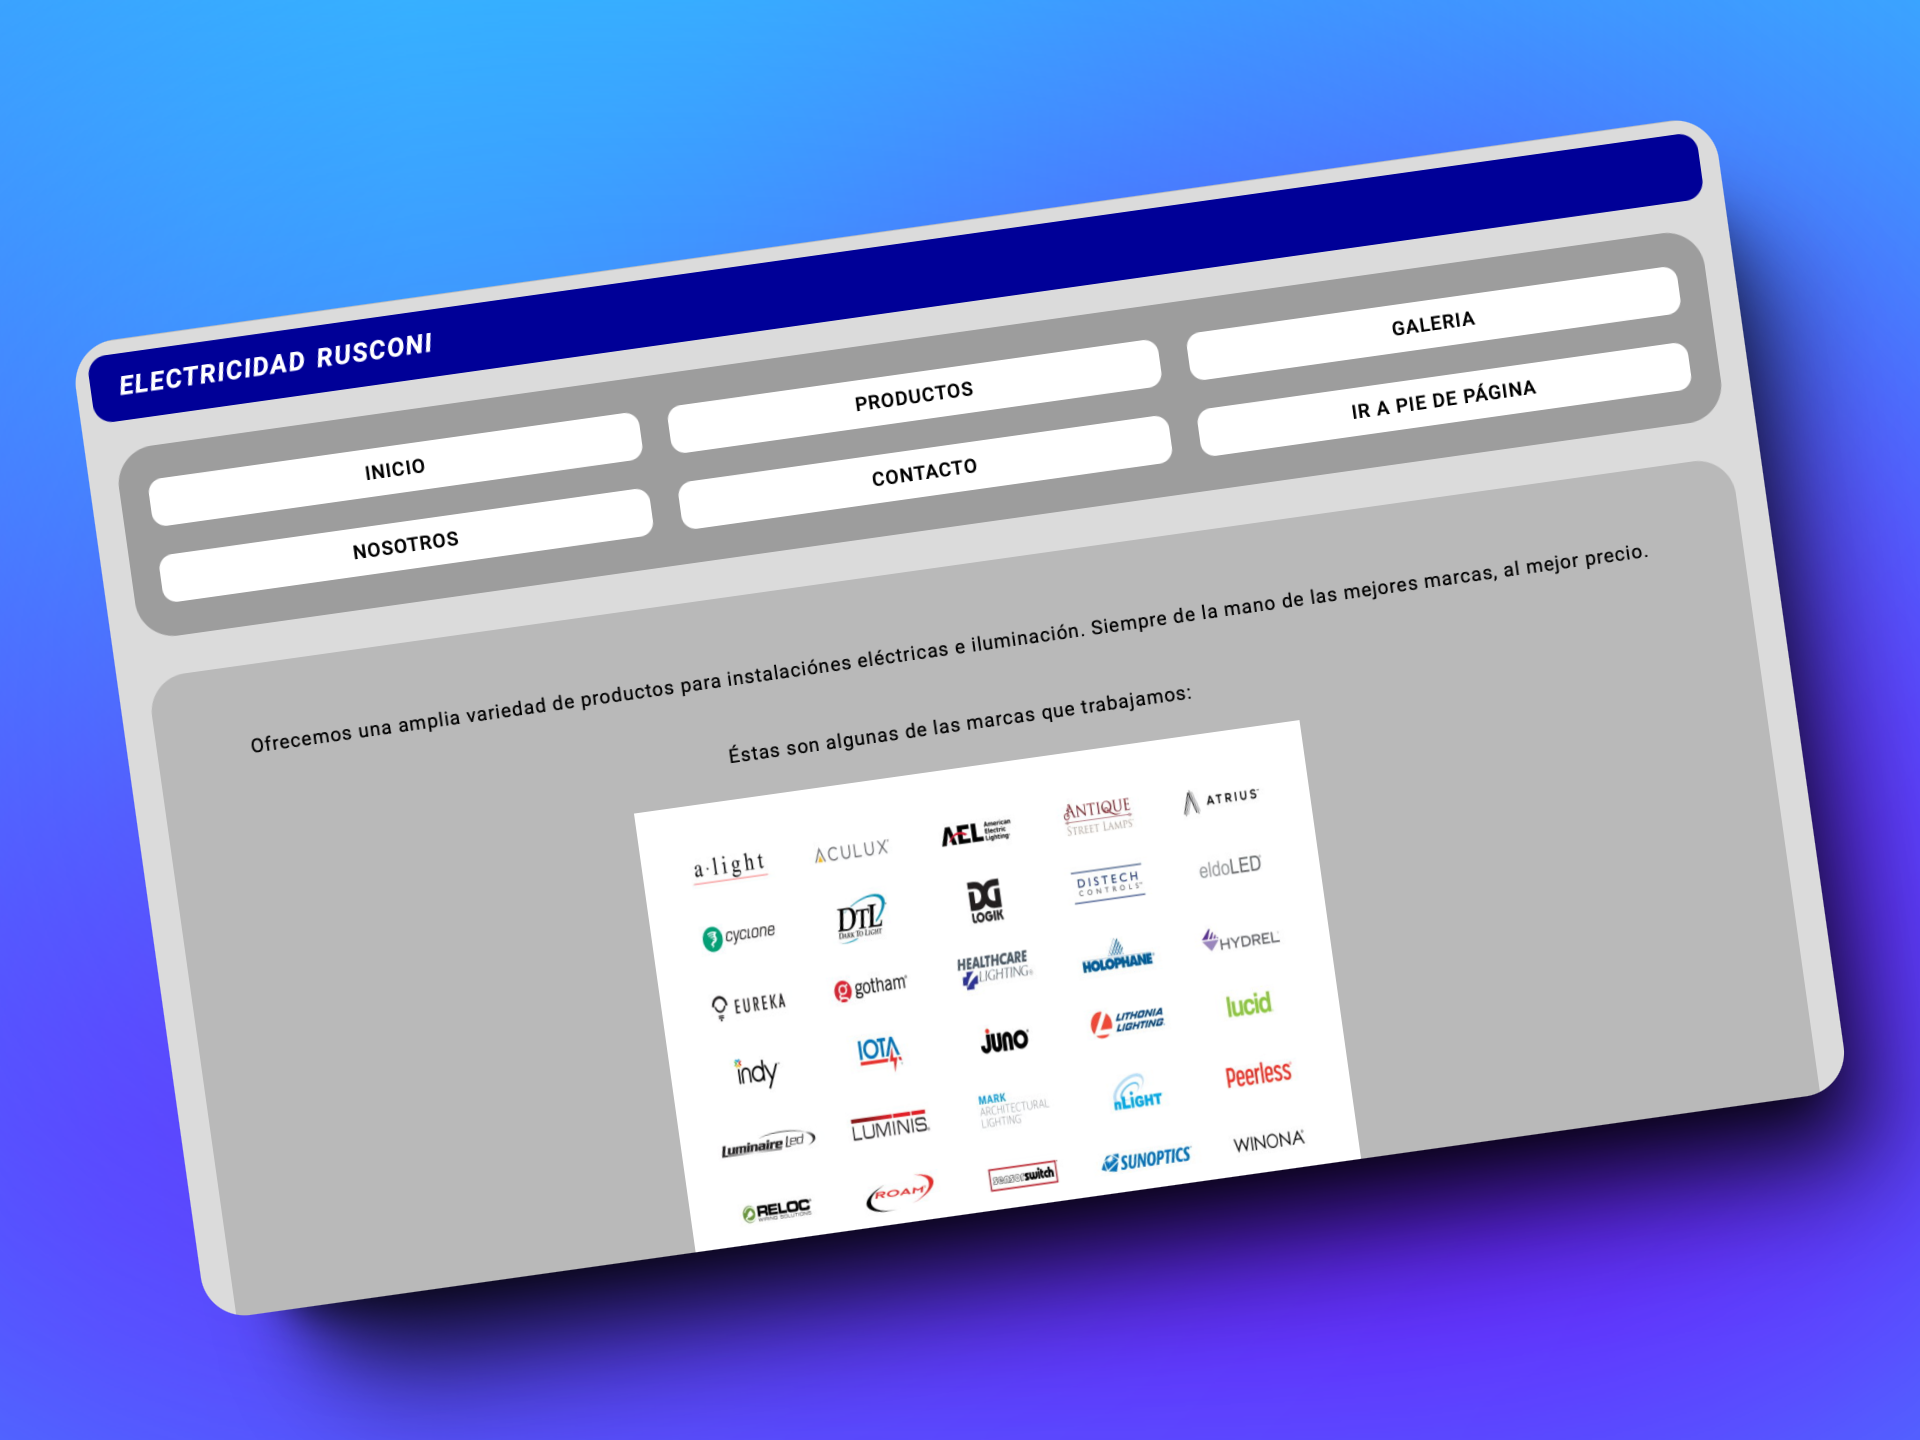 ELECTRICIDAD RUSCONI
INICIO
PRODUCTOS
GALERIA
NOSOTROS
CONTACTO
IR A PIE DE PÁGINA
Ofrecemos una amplia variedad de productos para instalaciónes eléctricas e iluminación. Siempre de la mano de las mejores marcas, al mejor precio.
Éstas son algunas de las marcas que trabajamos:
a·light
ACULUX
AEL American Electric Lighting
ANTIQUE
STREET LAMPS
ATRIUS
cyclone
DTL
DARK TO LIGHT
DG
LOGIK
DISTECH
CONTROLS
eldoLED
EUREKA
g gotham
HEALTHCARE
LIGHTING
HOLOPHANE
HYDREL
indy
IOTA
juno
LITHONIA
LIGHTING
lucid
Luminaire Led
LUMINIS
MARK
ARCHITECTURAL
LIGHTING
nLIGHT
Peerless
RELOC
WIRING SOLUTIONS
ROAM
sensorswitch
SUNOPTICS
WINONA